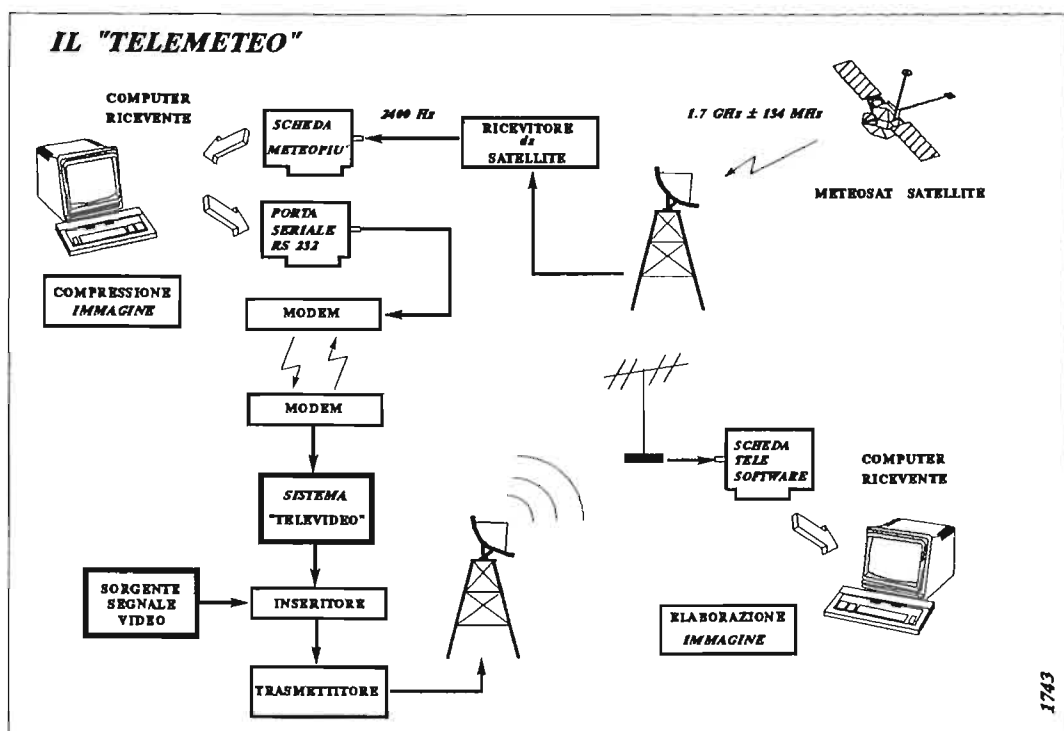 IL "TELEMETEO"
COMPUTER
RICEVENTE
SCHEDA
METEOPIU'
2400 Hz
RICEVITORE
da
SATELLITE
1.7 GHz ± 134 MHz
METEOSAT SATELLITE
PORTA
SERIALE
RS 232
COMPRESSIONE
IMMAGINE
MODEM
MODEM
SISTEMA
"TELEVIDEO"
SORGENTE
SEGNALE
VIDEO
INSERITORE
TRASMETTITORE
SCHEDA
TELE
SOFTWARE
COMPUTER
RICEVENTE
ELABORAZIONE
IMMAGINE
1743